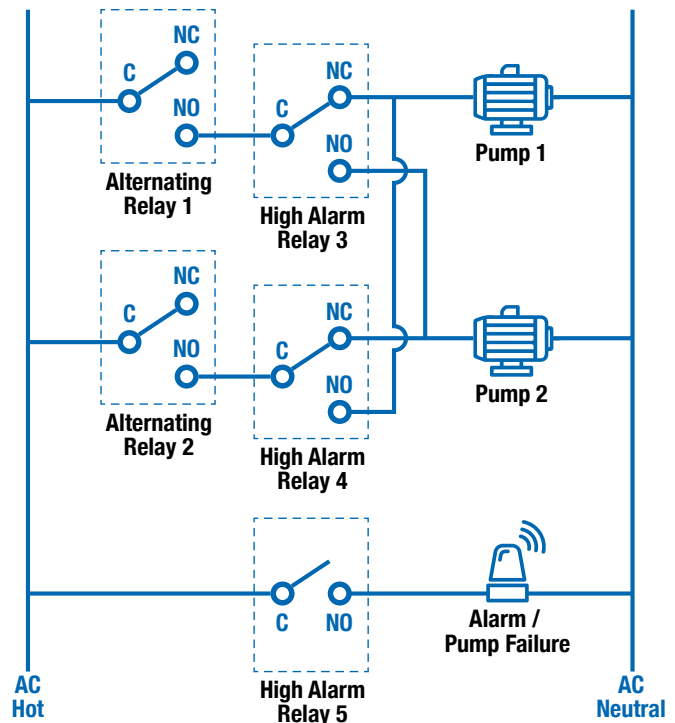 NC
NC
C
C
NO
NO
Pump 1
Alternating
Relay 1
High Alarm
Relay 3
NC
NC
C
C
NO
NO
Pump 2
Alternating
Relay 2
High Alarm
Relay 4
C
NO
Alarm /
Pump Failure
AC
Hot
High Alarm
Relay 5
AC
Neutral